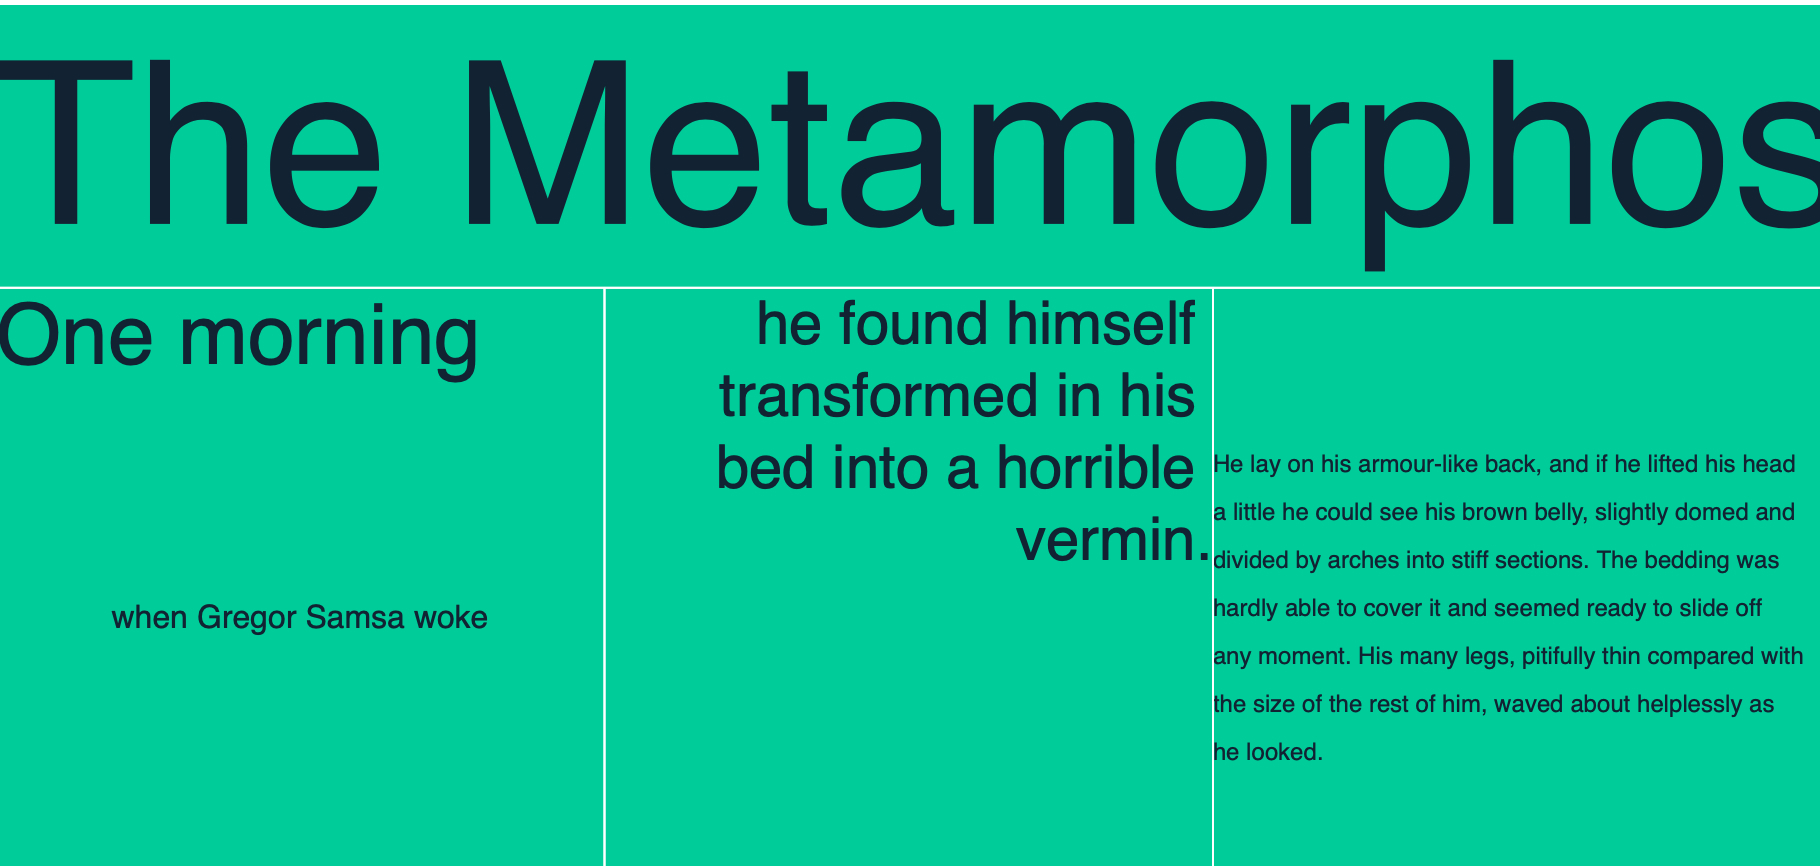 The Metamorphos
One morning
when Gregor Samsa woke
he found himself
transformed in his
bed into a horrible
vermin.
He lay on his armour-like back, and if he lifted his head
a little he could see his brown belly, slightly domed and
divided by arches into stiff sections. The bedding was
hardly able to cover it and seemed ready to slide off
any moment. His many legs, pitifully thin compared with
the size of the rest of him, waved about helplessly as
he looked.